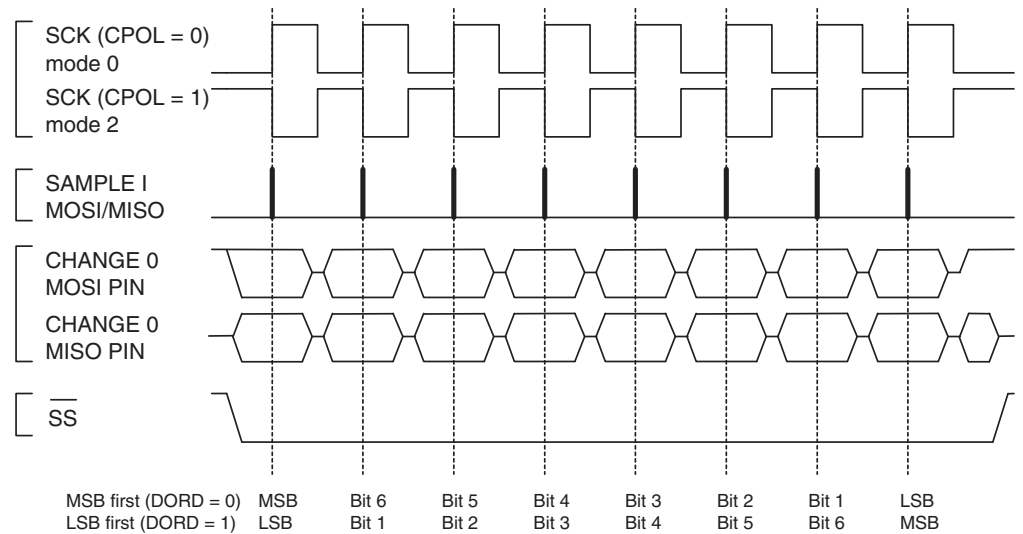 SCK (CPOL = 0)
mode 0
SCK (CPOL = 1)
mode 2
SAMPLE I
MOSI/MISO
CHANGE 0
MOSI PIN
CHANGE 0
MISO PIN
SS
MSB first (DORD = 0) MSB Bit 6 Bit 5 Bit 4 Bit 3 Bit 2 Bit 1 LSB
LSB first (DORD = 1) LSB Bit 1 Bit 2 Bit 3 Bit 4 Bit 5 Bit 6 MSB